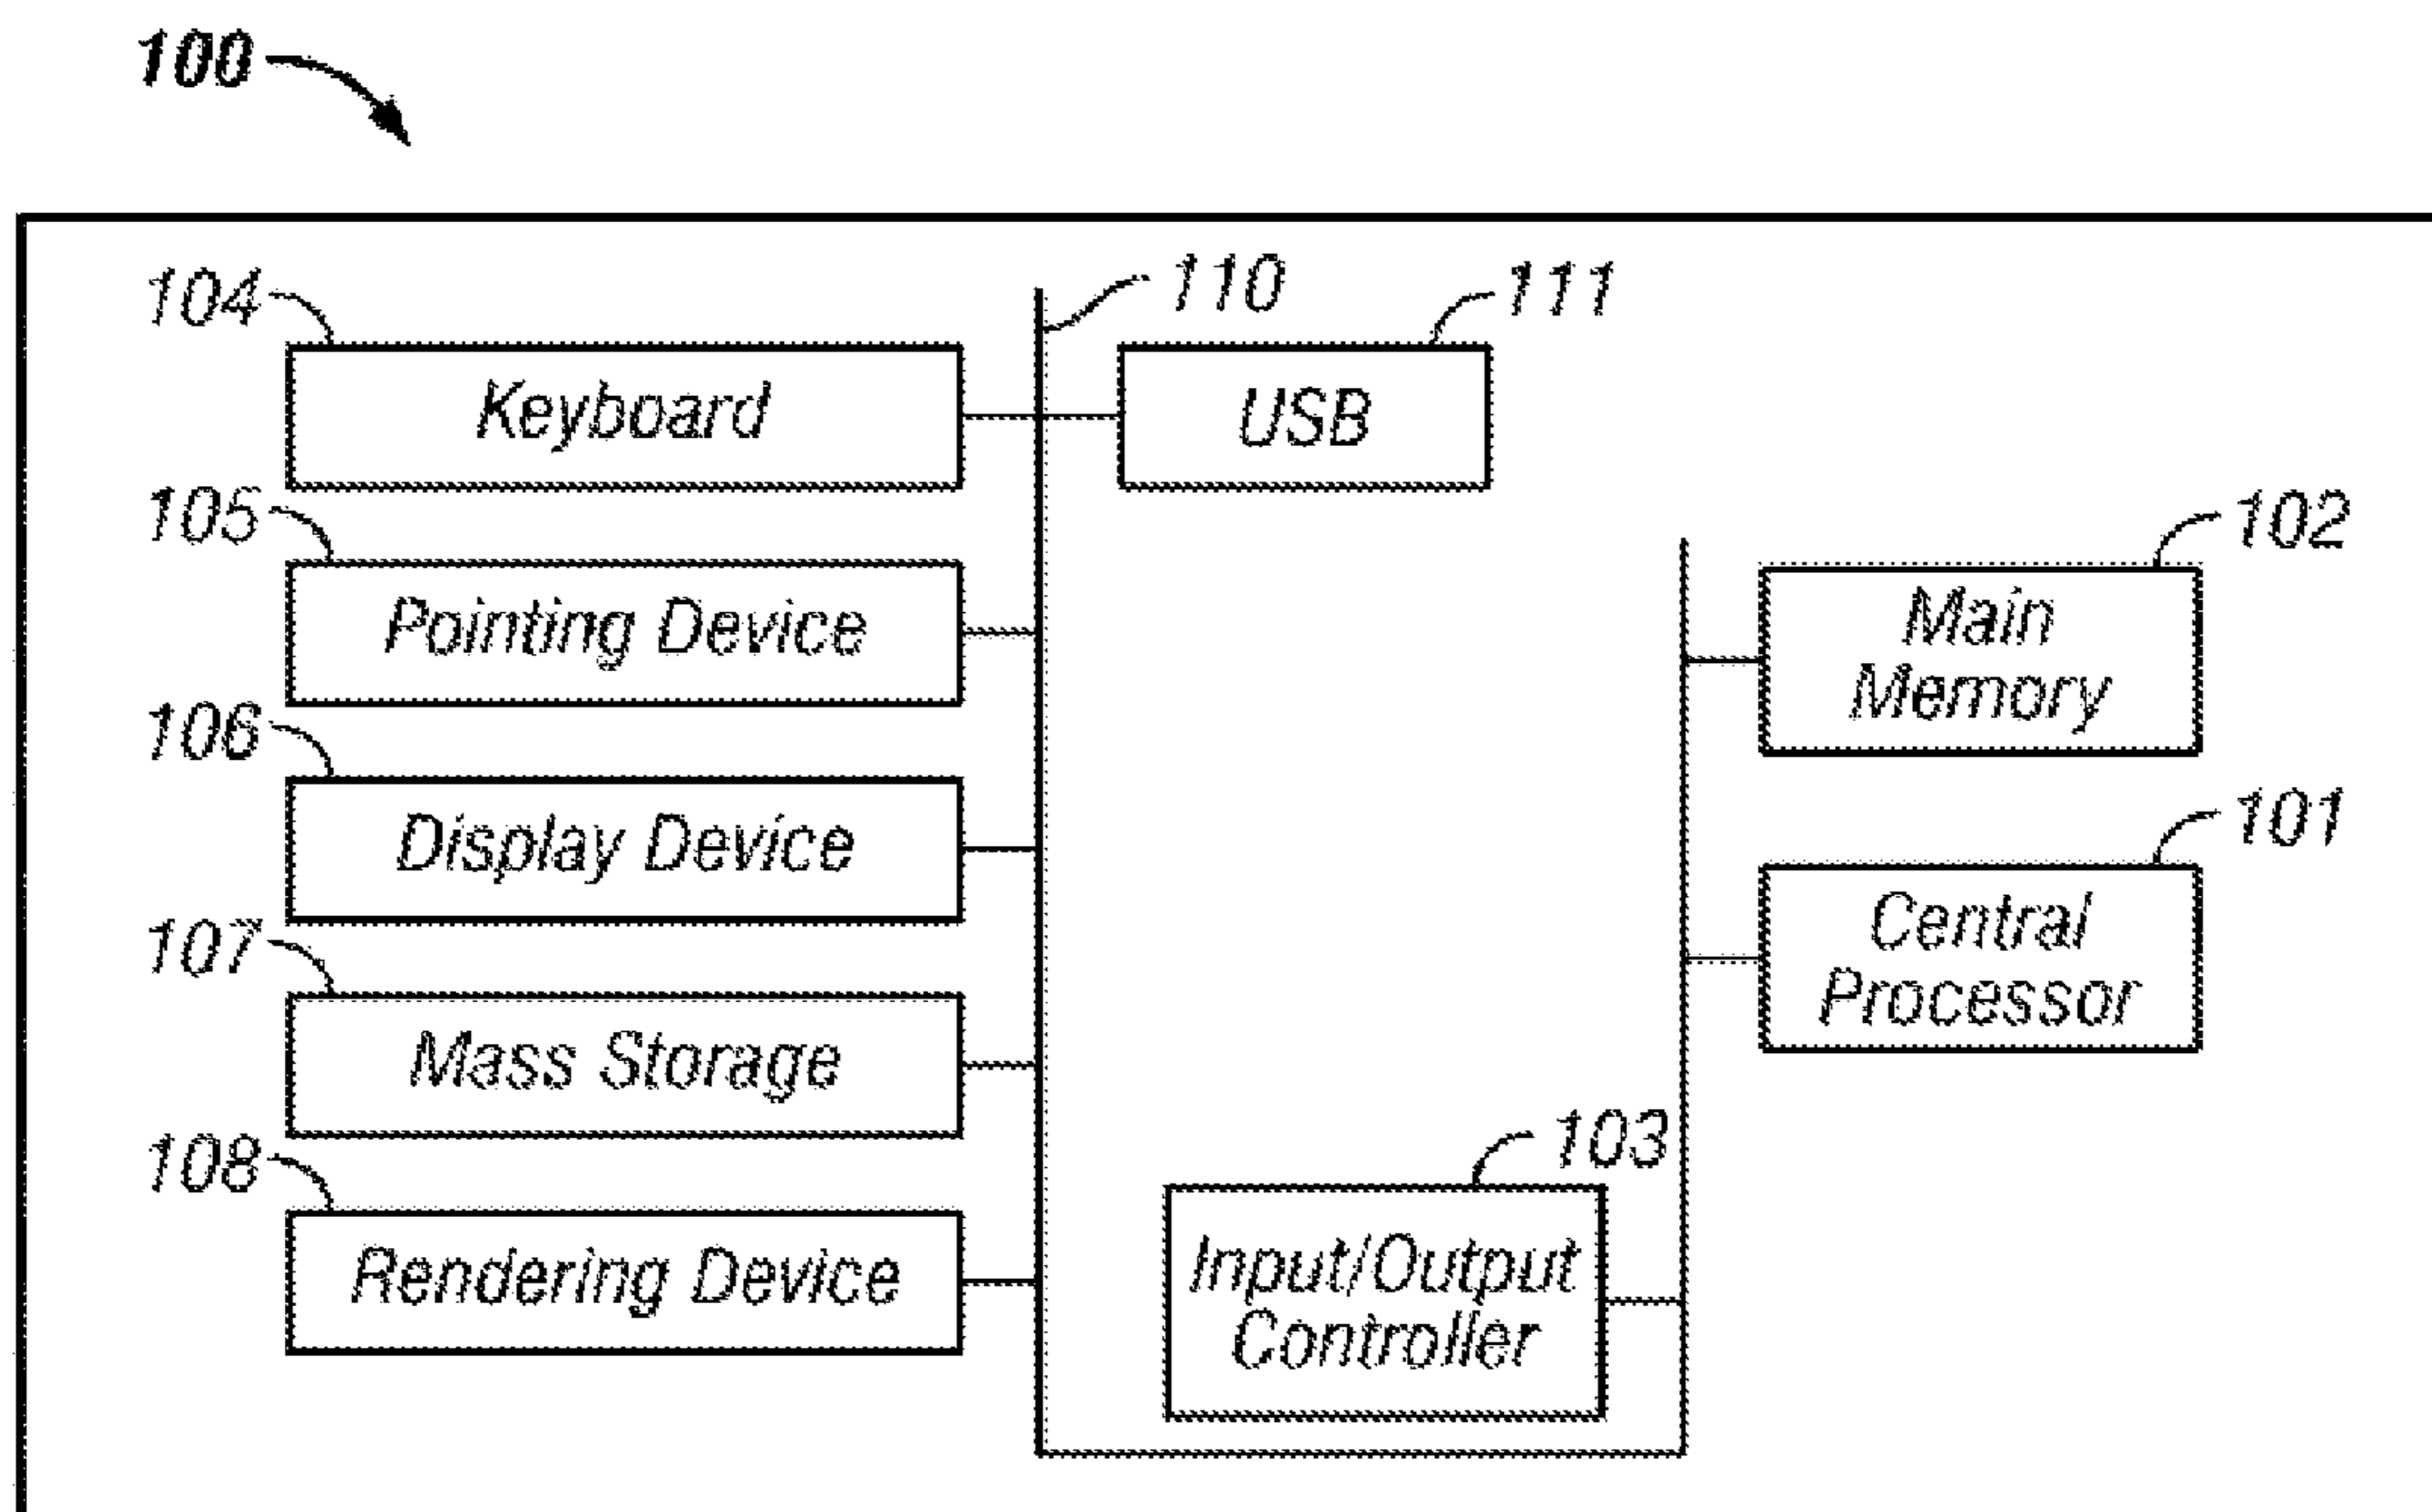 100
104
110
111
Keyboard
USB
105
102
Pointing Device
Main
Memory
106
101
Display Device
Central
Processor
107
Mass Storage
103
108
Input/Output
Controller
Rendering Device